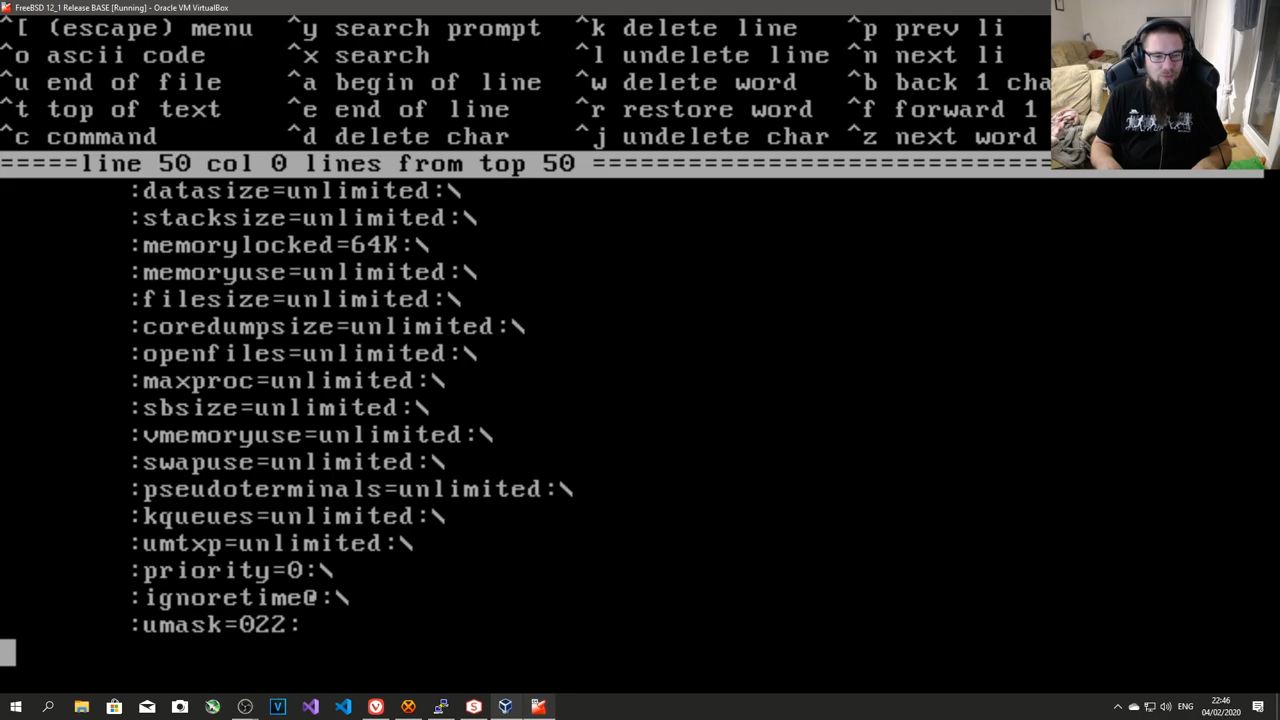 FreeBSD 12_1 Release BASE [Running] - Oracle VM VirtualBox
^[ (escape) menu ^y search prompt ^k delete line ^p prev li
^o ascii code ^x search ^l undelete line ^n next li
^u end of file ^a begin of line ^w delete word ^b back 1 cha
^t top of text ^e end of line ^r restore word ^f forward 1
^c command ^d delete char ^j undelete char ^z next word
=====line 50 col 0 lines from top 50 ============================
:datasize=unlimited:\
:stacksize=unlimited:\
:memorylocked=64K:\
:memoryuse=unlimited:\
:filesize=unlimited:\
:coredumpsize=unlimited:\
:openfiles=unlimited:\
:maxproc=unlimited:\
:sbsize=unlimited:\
:vmemoryuse=unlimited:\
:swapuse=unlimited:\
:pseudoterminals=unlimited:\
:kqueues=unlimited:\
:umtxp=unlimited:\
:priority=0:\
:ignoretime@:\
:umask=022:
ENG
22:46
04/02/2020